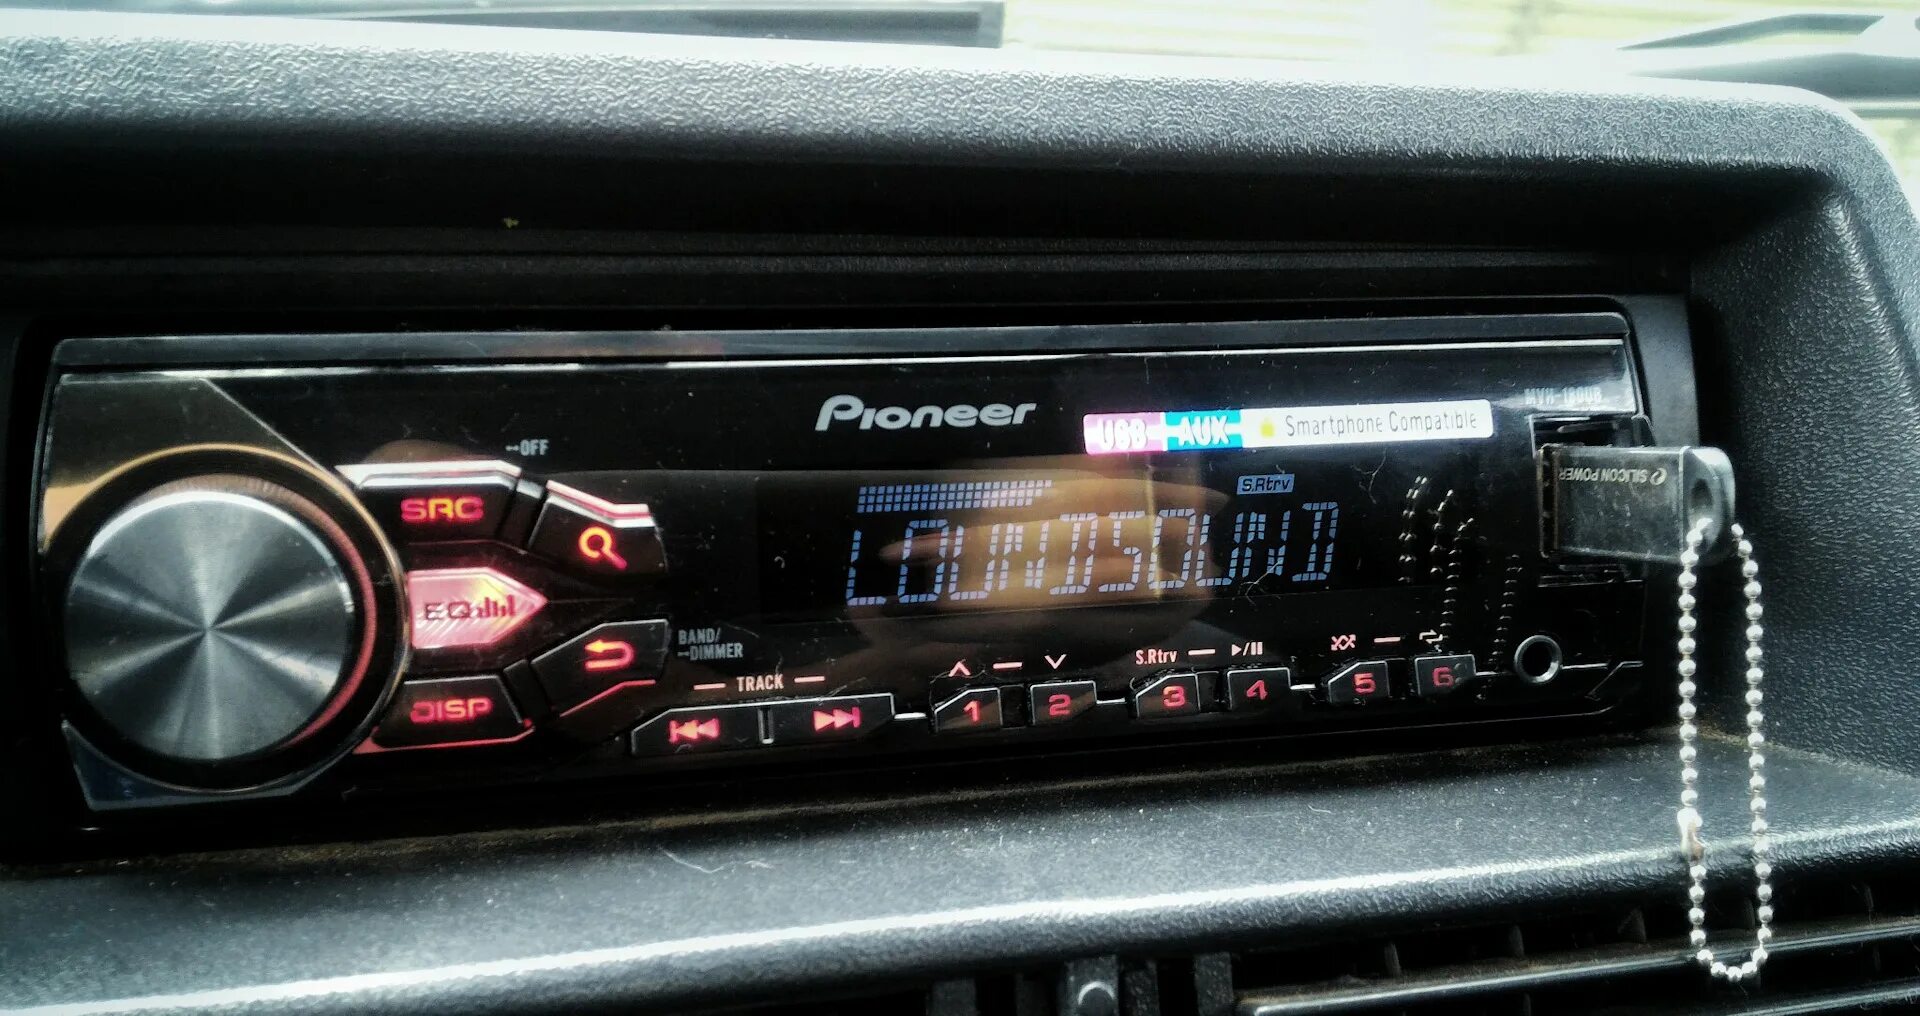 Pioneer
USB AUX Smartphone Compatible
SILICON POWER
OFF
SRC
S.Rtrv
LOUNDSOUND
EQ
BAND/
DIMMER
DISP
TRACK
S.Rtrv
1 2 3 4 5 6